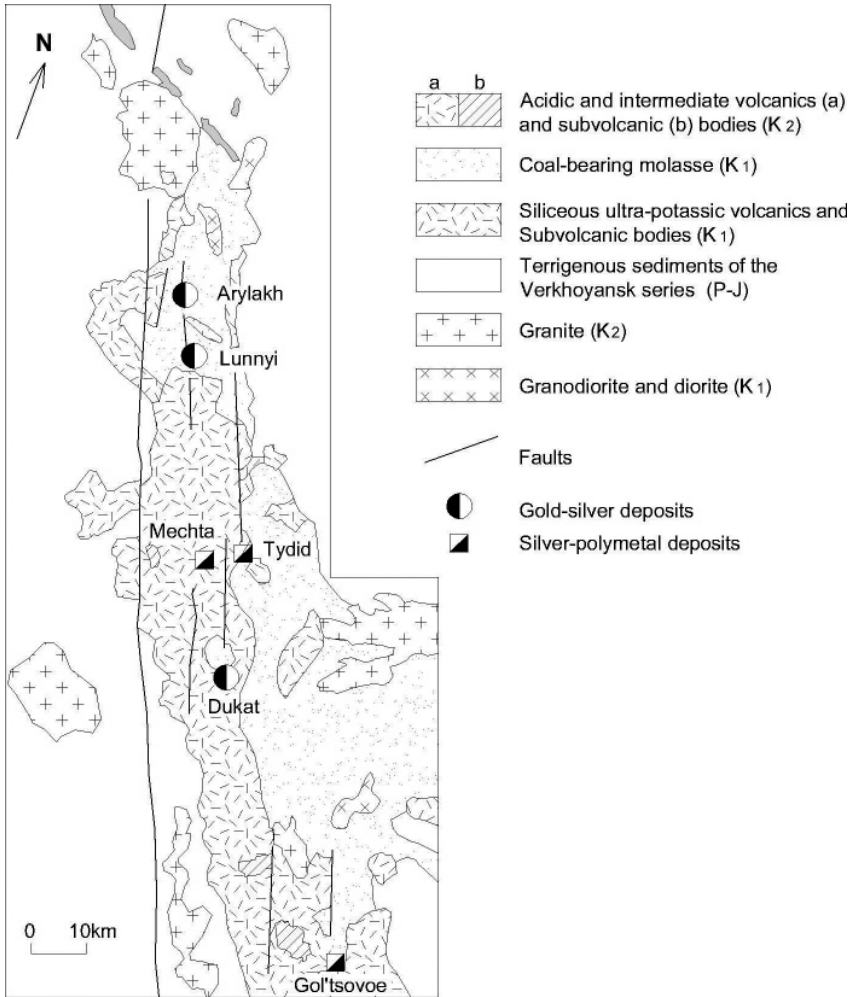 N
Arylakh
Lunnyi
Mechta
Tydid
Dukat
0 10km
Gol'tsovoe
a b
Acidic and intermediate volcanics (a)
and subvolcanic (b) bodies (K2)
Coal-bearing molasse (K1)
Siliceous ultra-potassic volcanics and
Subvolcanic bodies (K1)
Terrigenous sediments of the
Verkhoyansk series (P-J)
Granite (K2)
Granodiorite and diorite (K1)
Faults
Gold-silver deposits
Silver-polymetal deposits